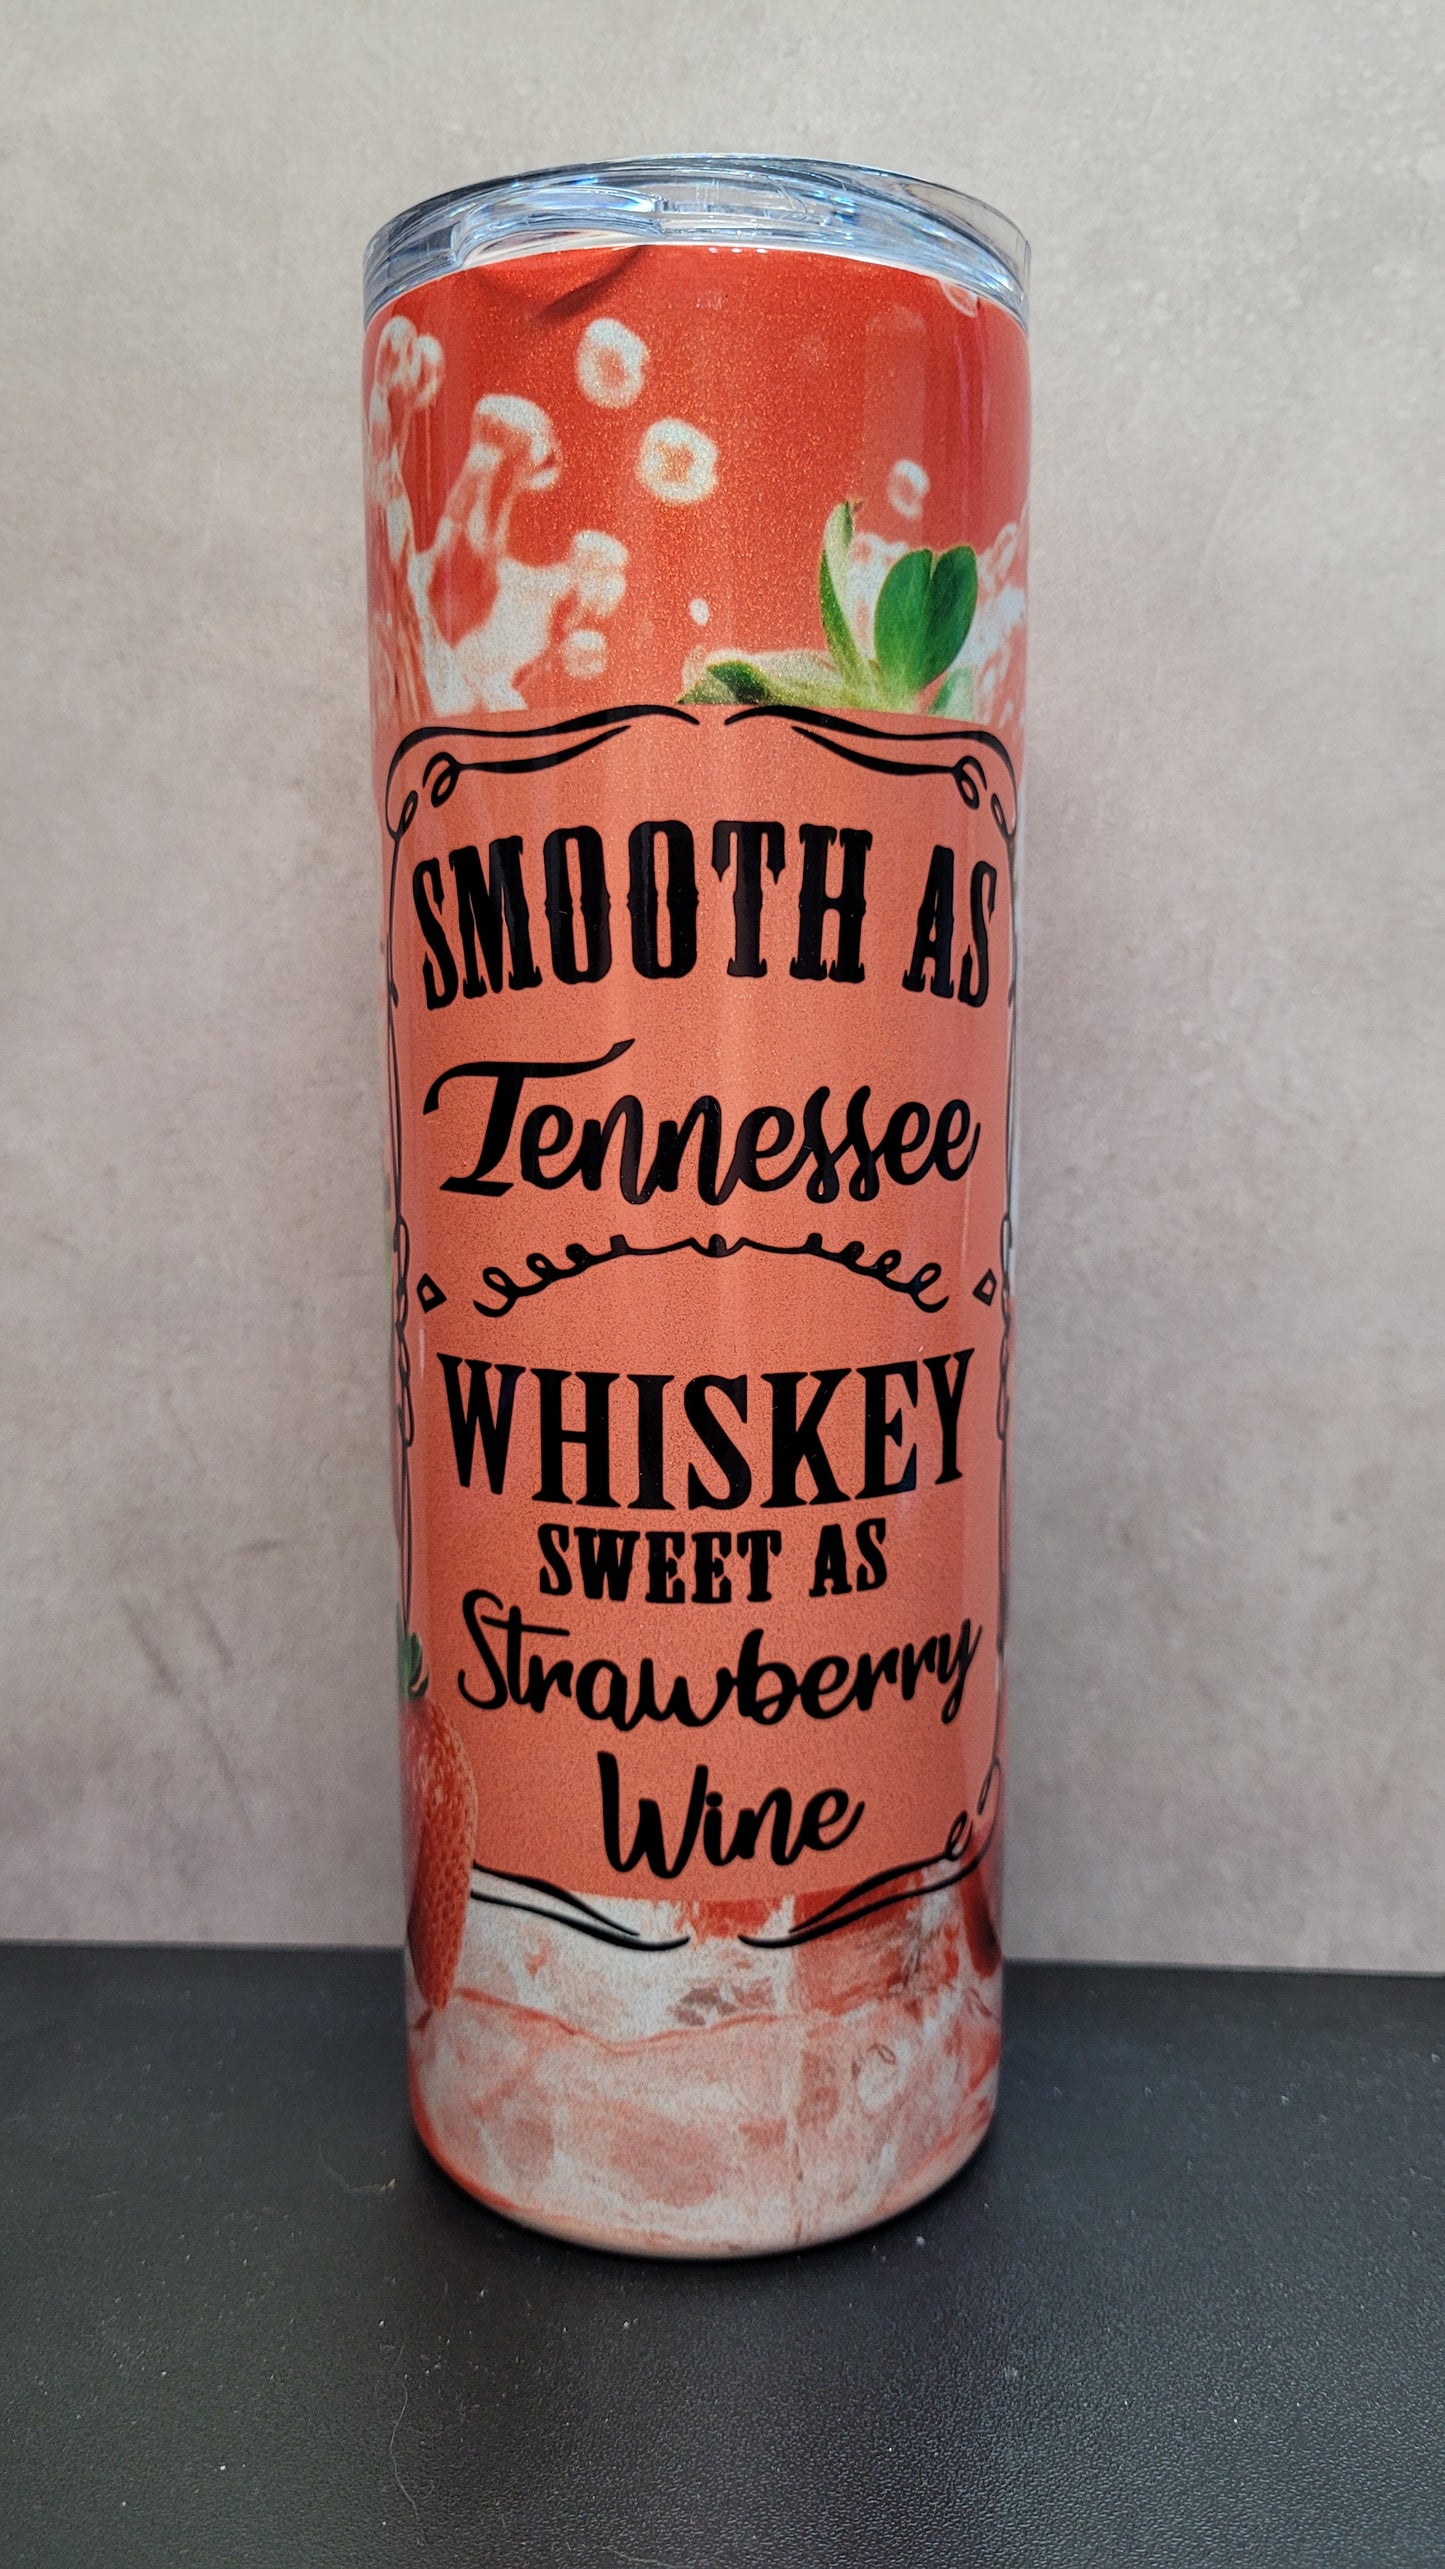 SMOOTH AS
Tennessee
WHISKEY
SWEET AS
Strawberry
Wine